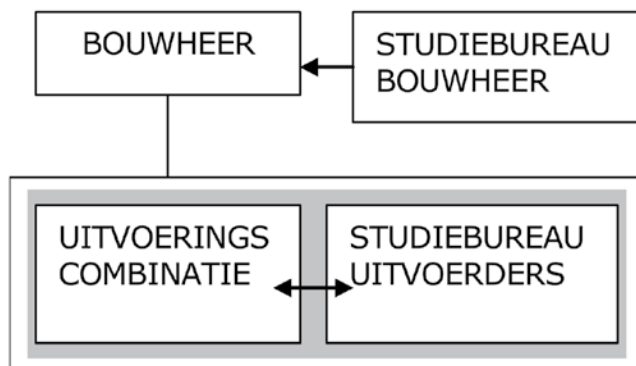 BOUWHEER
STUDIEBUREAU
BOUWHEER
UITVOERINGS
COMBINATIE
STUDIEBUREAU
UITVOERDERS